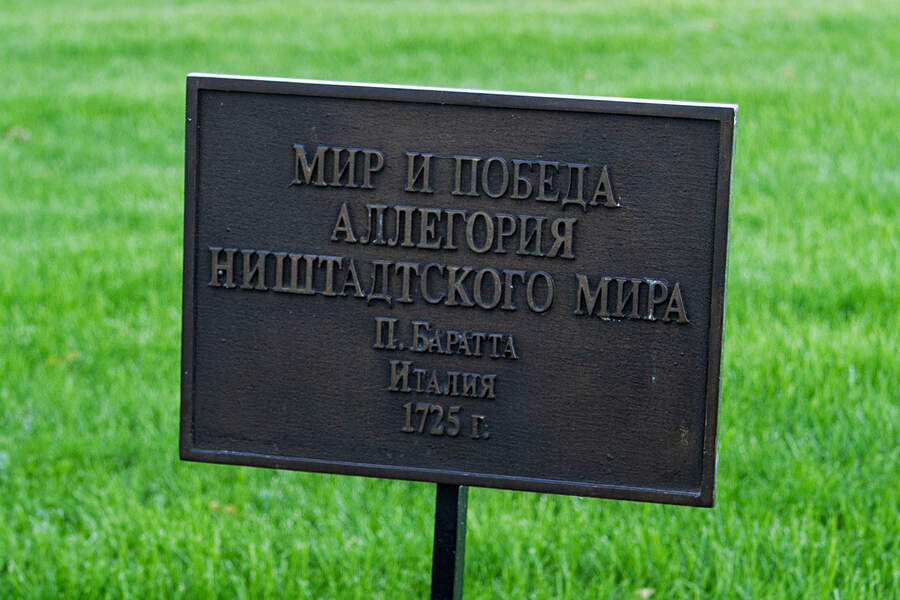 МИР И ПОБЕДА
АЛЛЕГОРИЯ
НИШТАДТСКОГО МИРА
П. БАРАТТА
ИТАЛИЯ
1725 г.